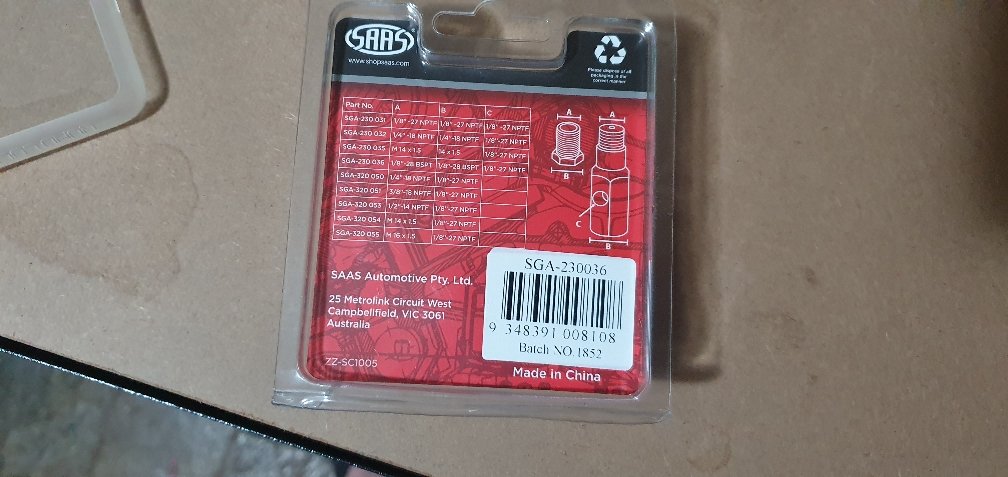 SAAS®
www.shopsaas.com
Please dispose of all
packaging in the
correct manner
Part No. A B C
SGA-230 031 1/8"-27 NPTF 1/8"-27 NPTF 1/8"-27 NPTF
SGA-230 032 1/4"-18 NPTF 1/4"-18 NPTF 1/8"-27 NPTF
SGA-230 035 M 14 x 1.5 14 x 1.5 1/8"-27 NPTF
SGA-230 036 1/8"-28 BSPT 1/8"-28 BSPT 1/8"-27 NPTF
SGA-320 050 1/4"-18 NPTF 1/8"-27 NPTF
SGA-320 051 3/8"-18 NPTF 1/8"-27 NPTF
SGA-320 053 1/2"-14 NPTF 1/8"-27 NPTF
SGA-320 054 M 14 x 1.5 1/8"-27 NPTF
SGA-320 055 M 16 x 1.5 1/8"-27 NPTF
A A
B
C
B
SAAS Automotive Pty. Ltd.
25 Metrolink Circuit West
Campbellfield, VIC 3061
Australia
ZZ-SC1005
SGA-230036
9 348391 008108
Batch NO.1852
Made in China